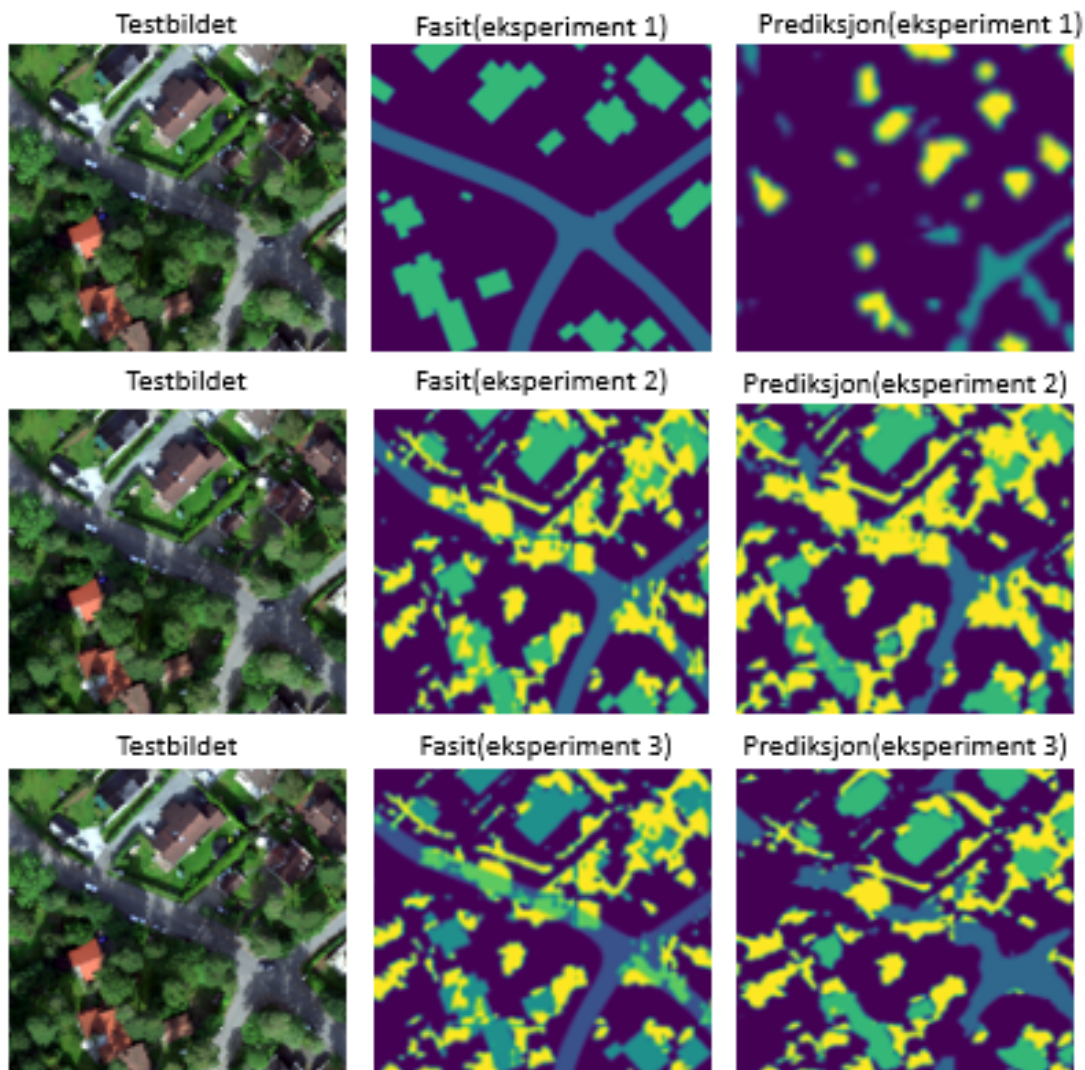 Testbildet Fasit(eksperiment 1) Prediksjon(eksperiment 1)
Testbildet Fasit(eksperiment 2) Prediksjon(eksperiment 2)
Testbildet Fasit(eksperiment 3) Prediksjon(eksperiment 3)